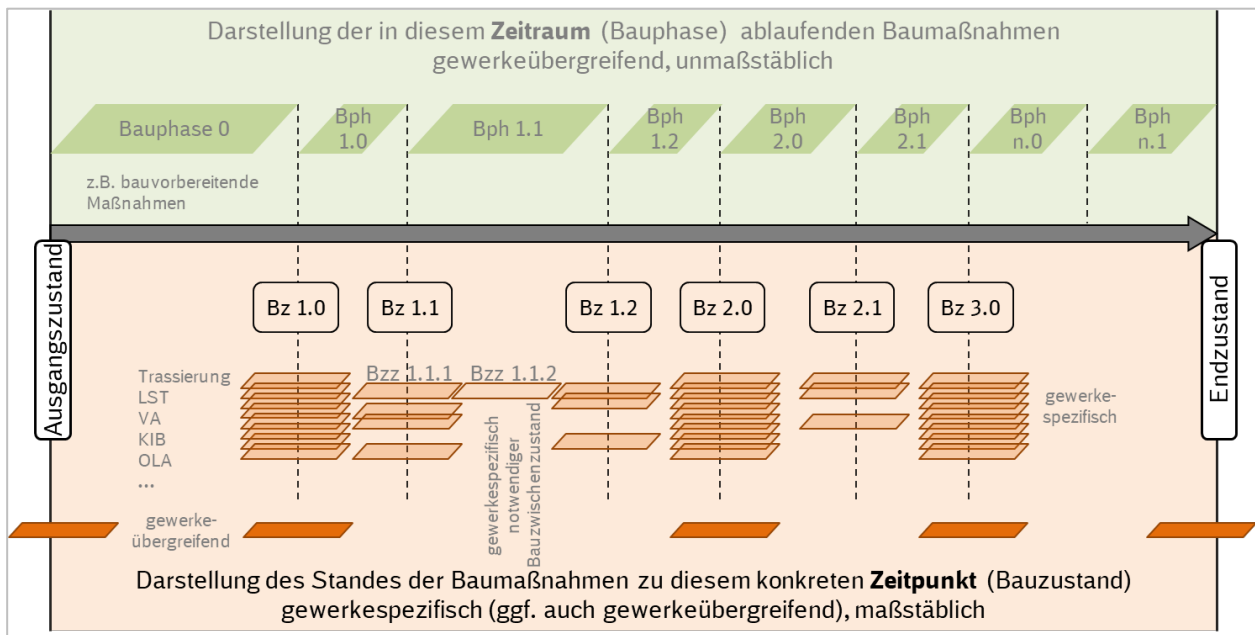 Darstellung der in diesem Zeitraum (Bauphase) ablaufenden Baumaßnahmen
gewerkeübergreifend, unmaßstäblich
Bauphase 0
Bph
1.0
Bph 1.1
Bph
1.2
Bph
2.0
Bph
2.1
Bph
n.0
Bph
n.1
z.B. bauvorbereitende
Maßnahmen
Ausgangszustand
Endzustand
Bz 1.0
Bz 1.1
Bz 1.2
Bz 2.0
Bz 2.1
Bz 3.0
Trassierung
LST
VA
KIB
OLA
...
Bzz 1.1.1
Bzz 1.1.2
gewerkespezifisch
notwendiger
Bauzwischenzustand
gewerke-
spezifisch
gewerke-
übergreifend
Darstellung des Standes der Baumaßnahmen zu diesem konkreten Zeitpunkt (Bauzustand)
gewerkespezifisch (ggf. auch gewerkeübergreifend), maßstäblich